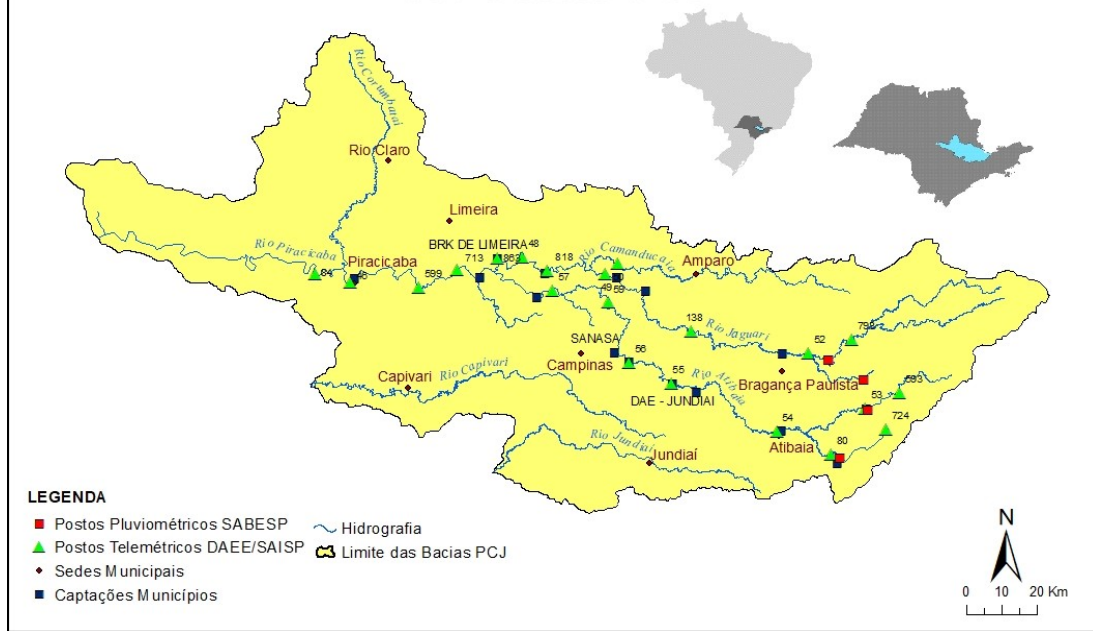 Rio Corumbataí
Rio Claro
Limeira
BRK DE LIMEIRA
48
Rio Piracicaba
Piracicaba
713
818
Rio Camanducaia
Amparo
84
599
57
49
59
138
Rio Jaguari
52
SANASA
56
Campinas
55
Rio Atibaia
Bragança Paulista
Capivari
Rio Capivari
DAE - JUNDIAI
53
724
54
Atibaia
80
Rio Jundiaí
Jundiaí
LEGENDA
Postos Pluviométricos SABESP
Postos Telemétricos DAEE/SAISP
Sedes Municipais
Captações Municípios
Hidrografia
Limite das Bacias PCJ
N
0 10 20 Km